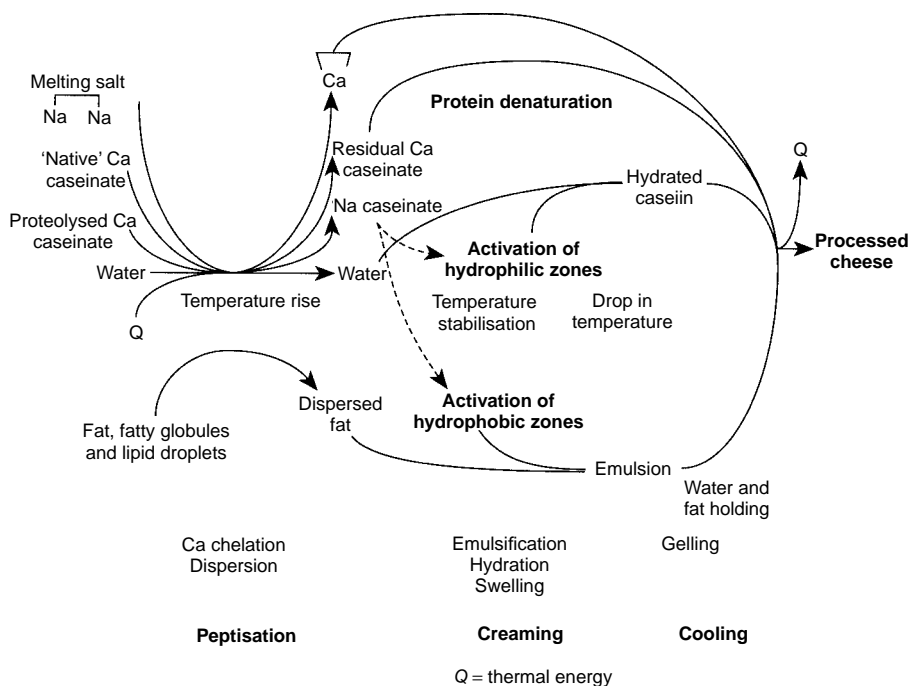 Melting salt
Na Na
Ca
Protein denaturation
'Native' Ca
caseinate
Residual Ca
caseinate
Q
Hydrated
caseiin
Proteolysed Ca
caseinate
Na caseinate
Activation of
hydrophilic zones
Processed
cheese
Water
Water
Temperature rise
Temperature
stabilisation
Drop in
temperature
Q
Dispersed
fat
Activation of
hydrophobic zones
Fat, fatty globules
and lipid droplets
Emulsion
Water and
fat holding
Ca chelation
Dispersion
Emulsification
Hydration
Swelling
Gelling
Peptisation
Creaming
Cooling
Q = thermal energy